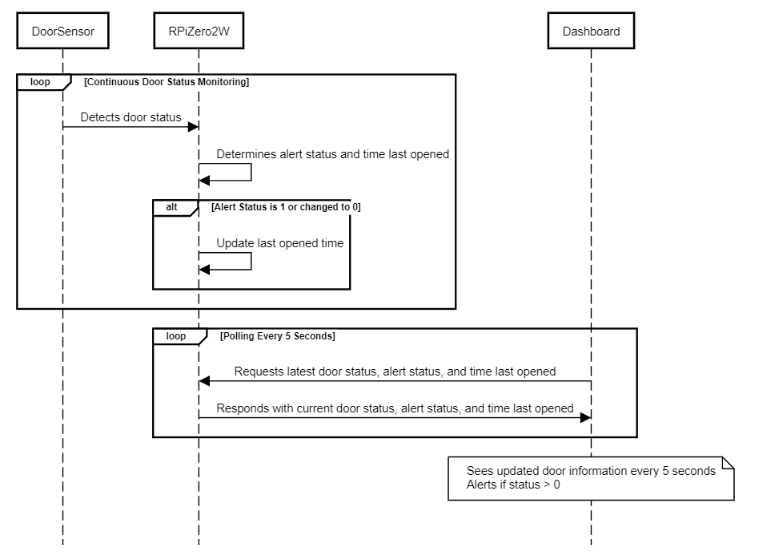 DoorSensor
RPiZero2W
Dashboard
loop
[Continuous Door Status Monitoring]
Detects door status
Determines alert status and time last opened
alt
[Alert Status is 1 or changed to 0]
Update last opened time
loop
[Polling Every 5 Seconds]
Requests latest door status, alert status, and time last opened
Responds with current door status, alert status, and time last opened
Sees updated door information every 5 seconds
Alerts if status > 0